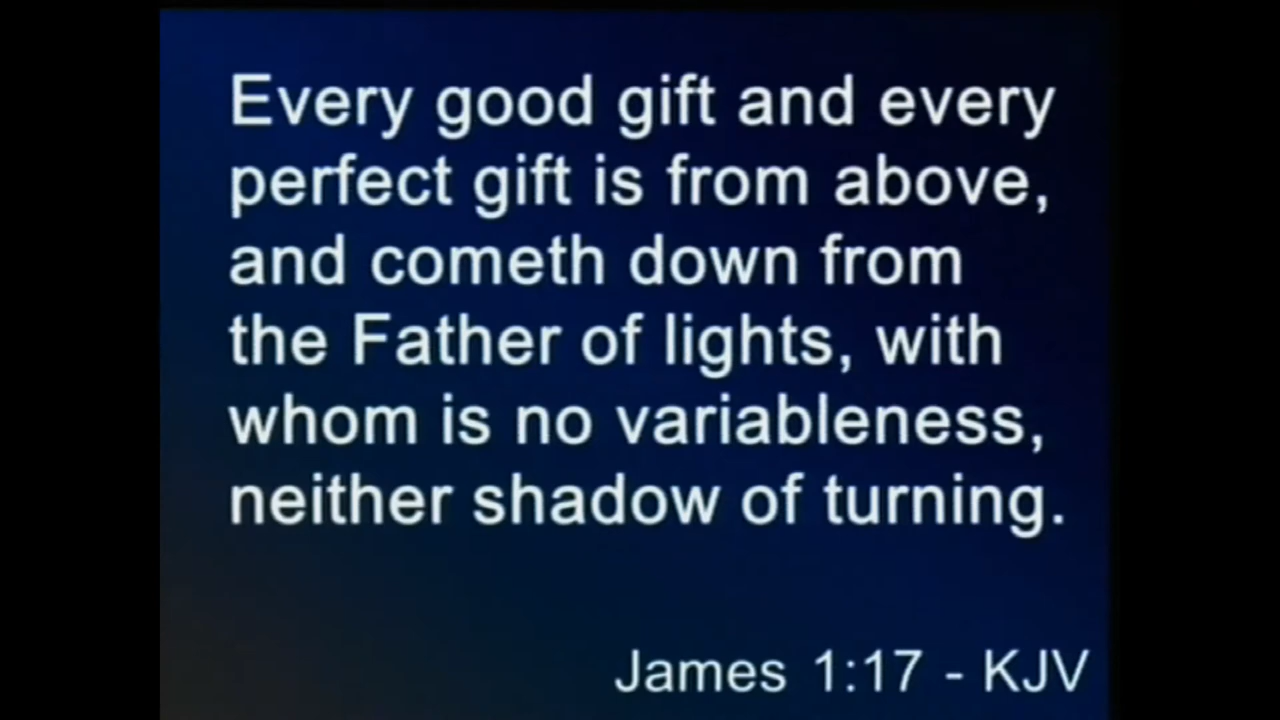 Every good gift and every
perfect gift is from above,
and cometh down from
the Father of lights, with
whom is no variableness,
neither shadow of turning.
James 1:17 - KJV